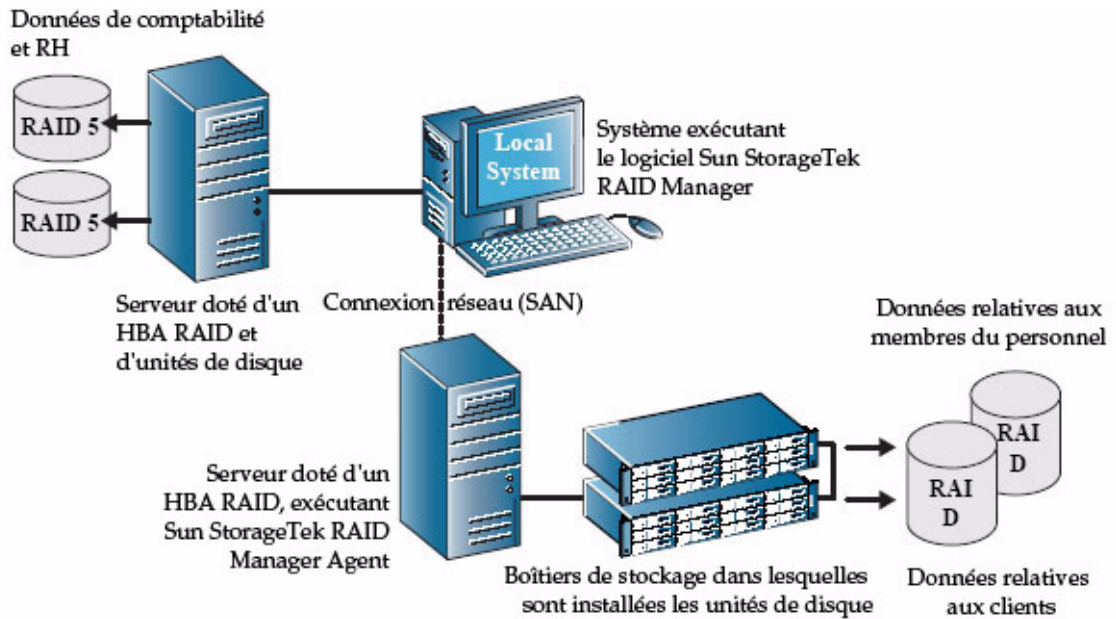 Données de comptabilité
et RH
RAID 5
RAID 5
Local
System
Système exécutant
le logiciel Sun StorageTek
RAID Manager
Serveur doté d'un
HBA RAID et
d'unités de disque
Connexion réseau (SAN)
Données relatives aux
membres du personnel
RAI
D
RAI
D
Serveur doté d'un
HBA RAID, exécutant
Sun StorageTek RAID
Manager Agent
Boîtiers de stockage dans lesquelles
sont installées les unités de disque
Données relatives
aux clients